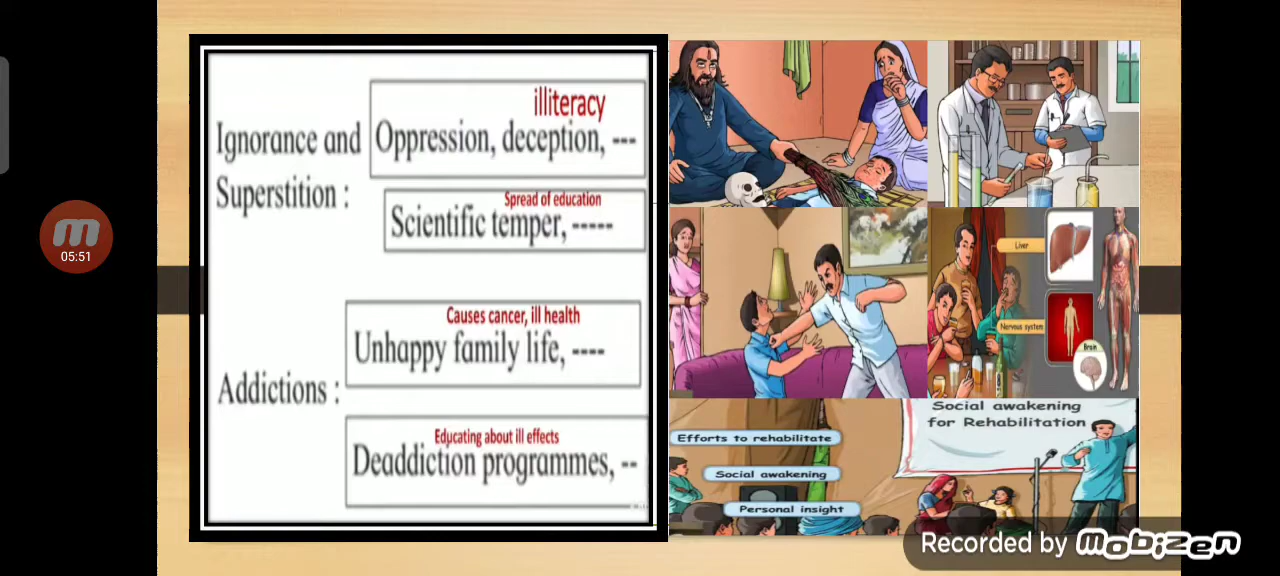 05:51
illiteracy
Ignorance and Oppression, deception, ---
Superstition :
Spread of education
Scientific temper, -----
Causes cancer, ill health
Unhappy family life, ----
Addictions :
Educating about ill effects
Deaddiction programmes, --
Liver
Nervous system
Brain
Social awakening
for Rehabilitation
Efforts to rehabilitate
Social awakening
Personal insight
Recorded by Mobizen